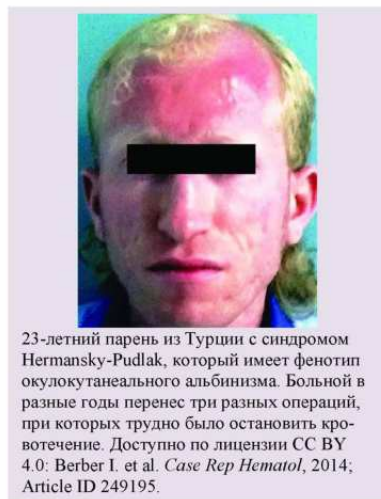 23-летний парень из Турции с синдромом
Hermansky-Pudlak, который имеет фенотип
окулокутанеального альбинизма. Больной в
разные годы перенес три разных операций,
при которых трудно было остановить кро-
вотечение. Доступно по лицензии CC BY
4.0: Berber I. et al. Case Rep Hematol, 2014;
Article ID 249195.